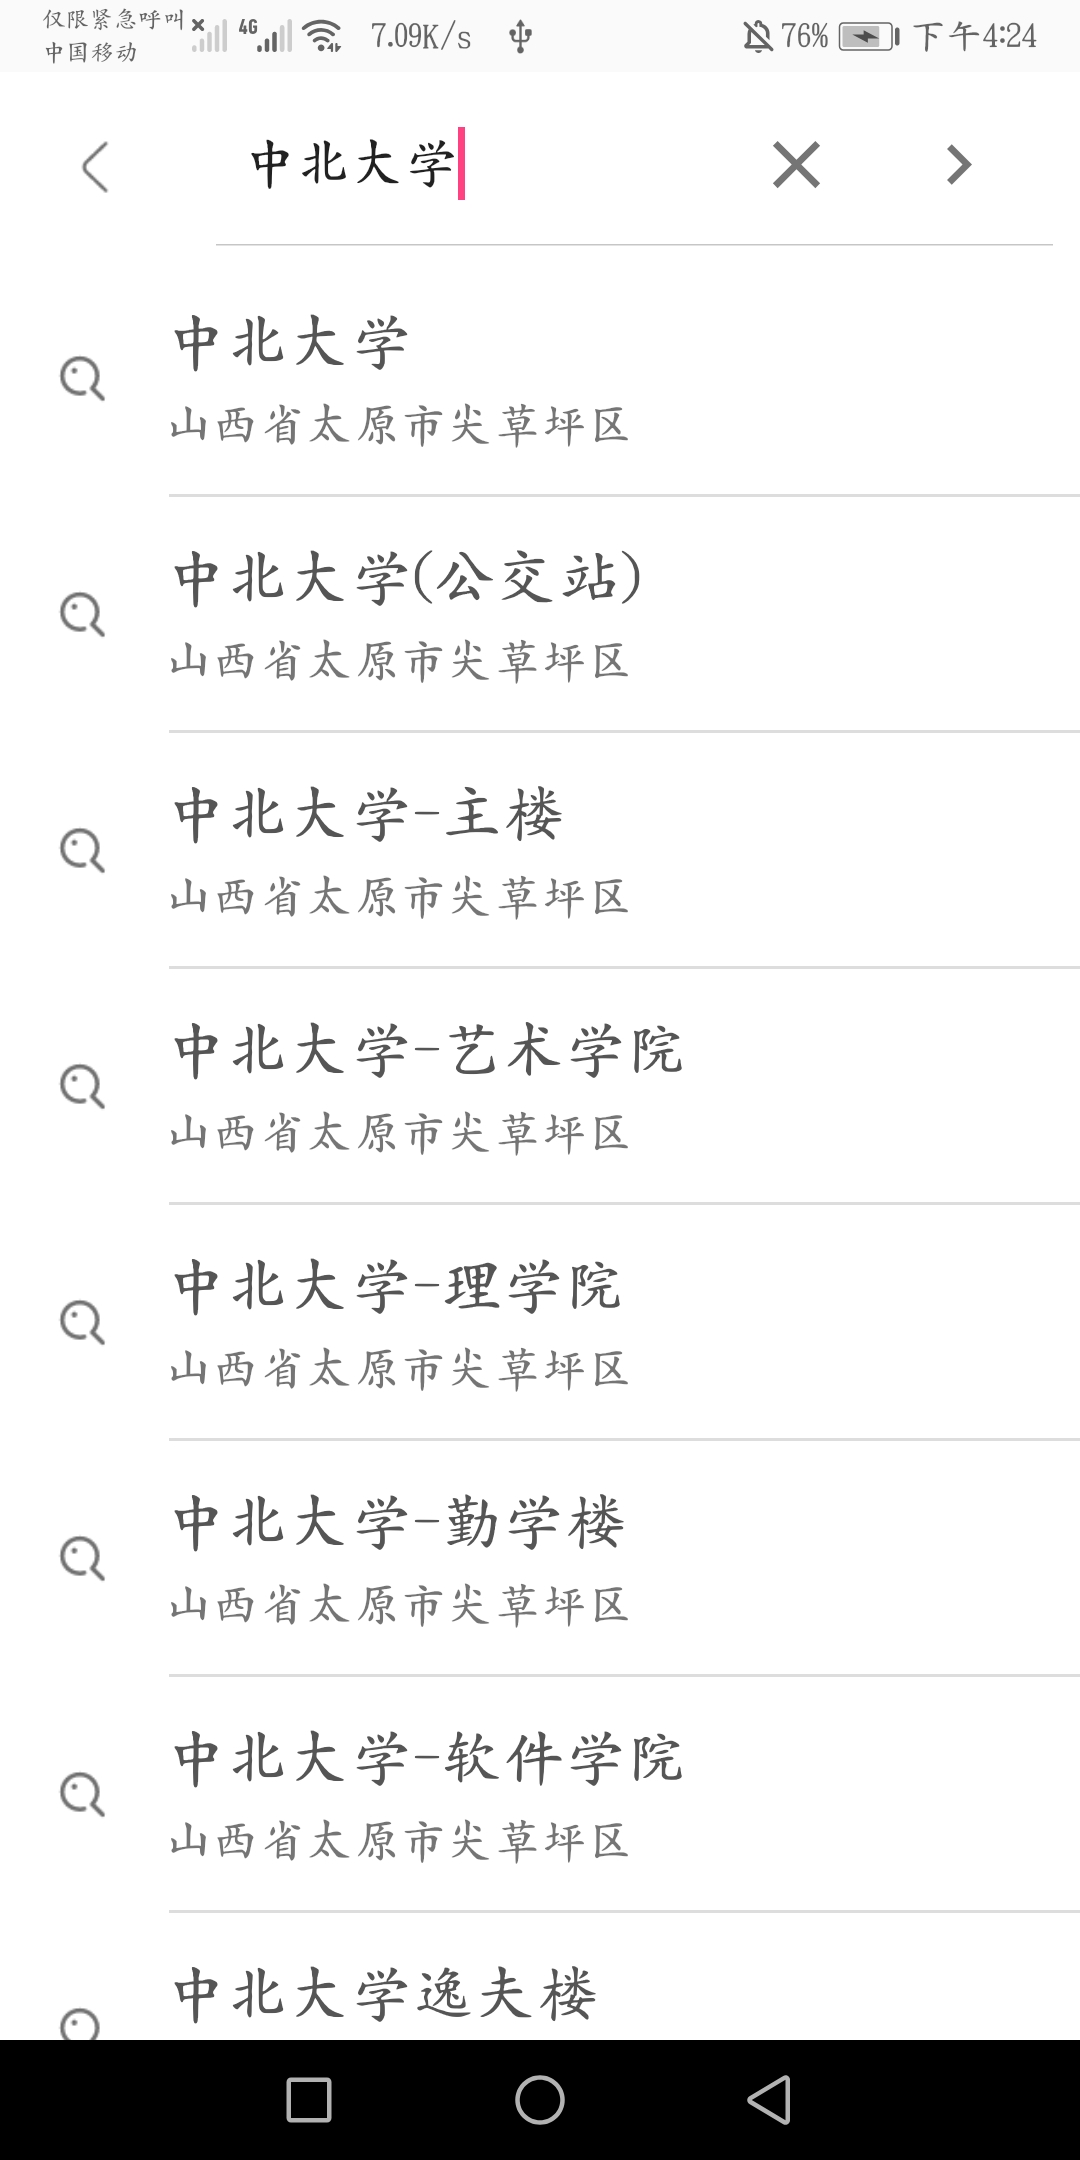 仅限紧急呼叫
中国移动
4G 7.09K/s 76% 下午4:24
中北大学
中北大学
山西省太原市尖草坪区
中北大学(公交站)
山西省太原市尖草坪区
中北大学-主楼
山西省太原市尖草坪区
中北大学-艺术学院
山西省太原市尖草坪区
中北大学-理学院
山西省太原市尖草坪区
中北大学-勤学楼
山西省太原市尖草坪区
中北大学-软件学院
山西省太原市尖草坪区
中北大学逸夫楼